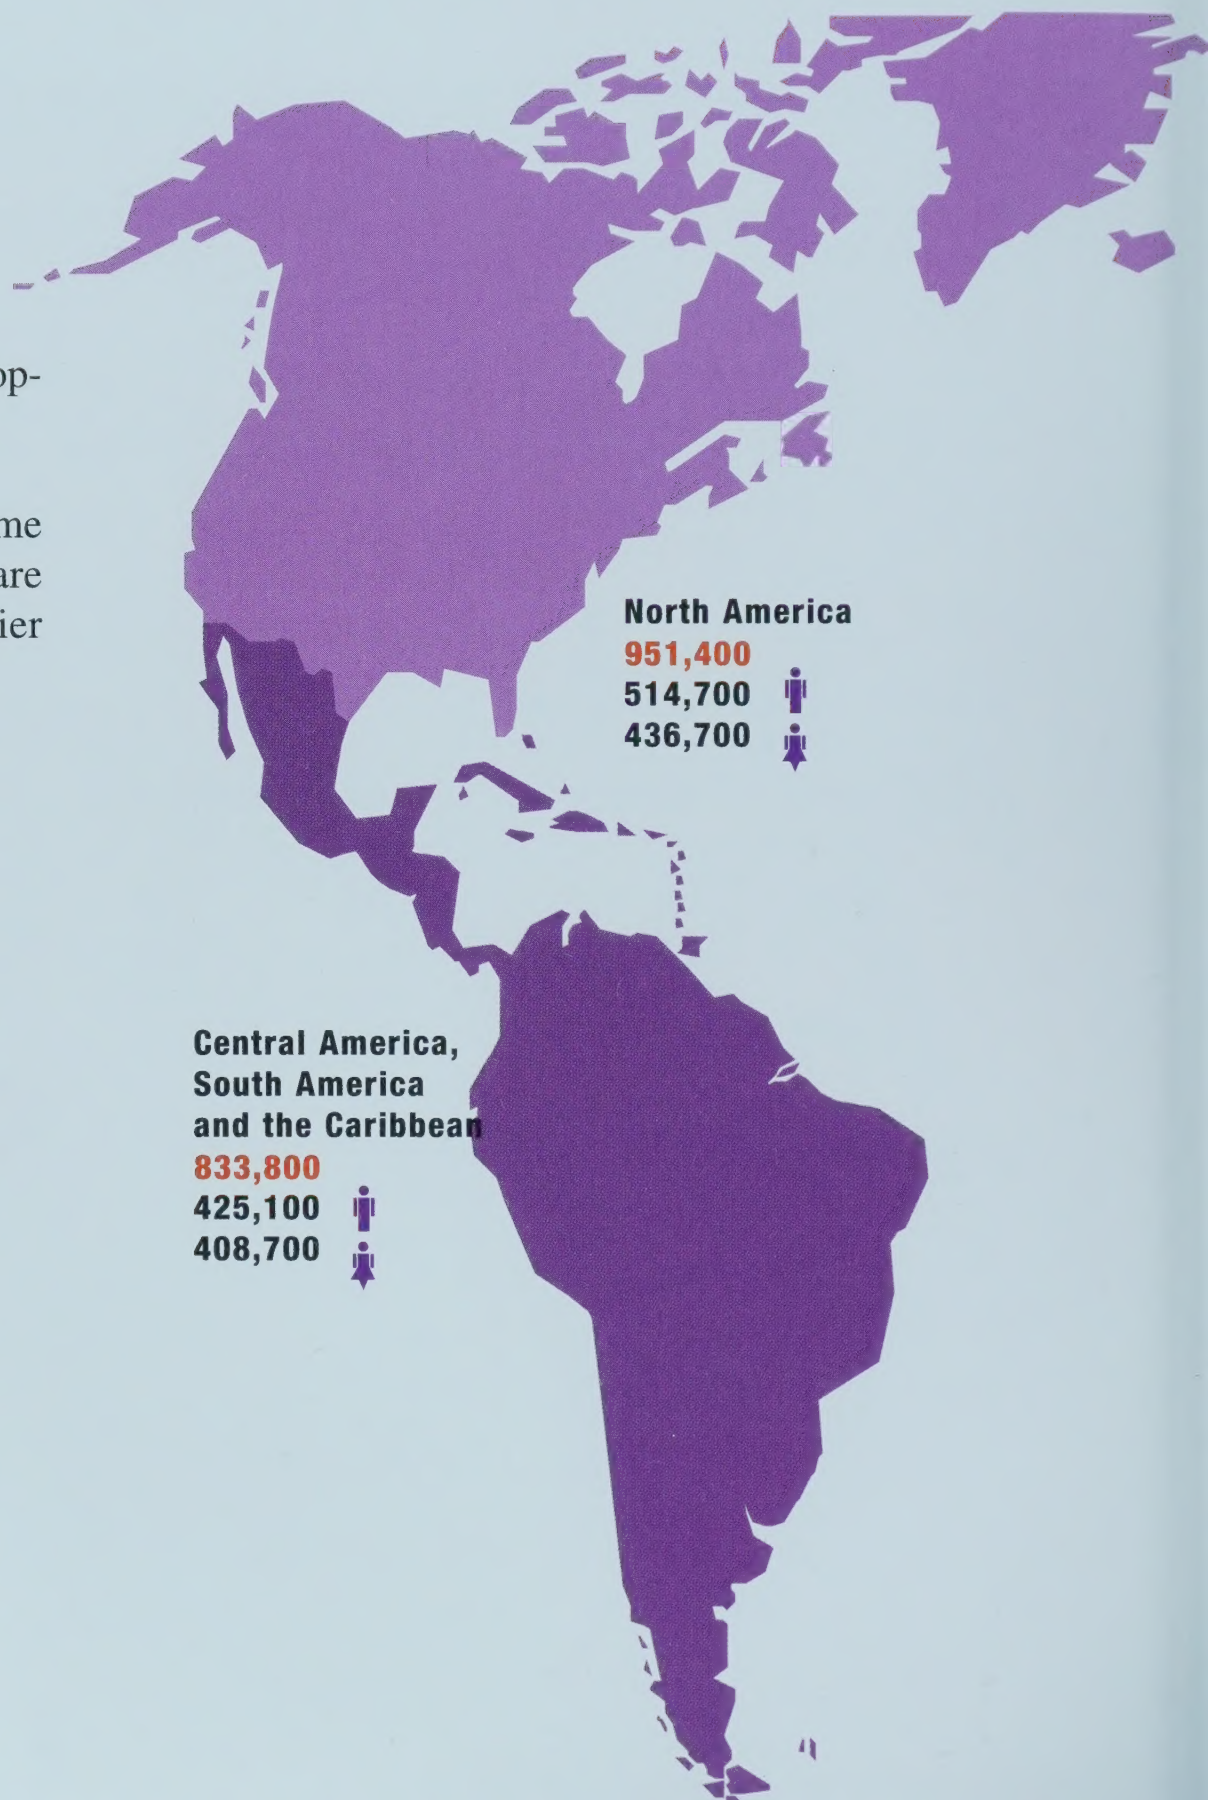 op-
me
are
ier
North America
951,400
514,700
436,700
Central America,
South America
and the Caribbean
833,800
425,100
408,700